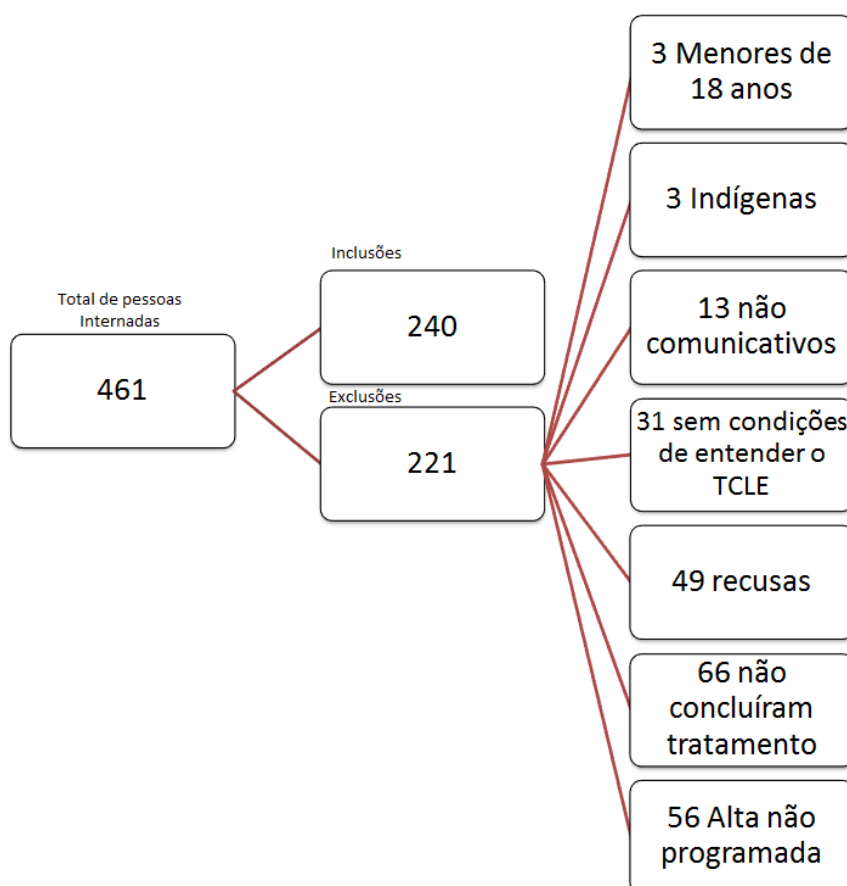 Total de pessoas
Internadas
461
Inclusões
240
Exclusões
221
3 Menores de
18 anos
3 Indígenas
13 não
comunicativos
31 sem condições
de entender o
TCLE
49 recusas
66 não
concluíram
tratamento
56 Alta não
programada